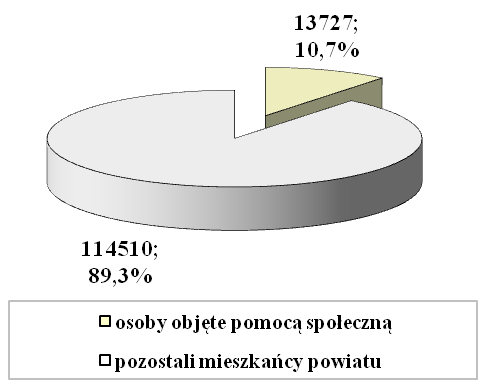 13727;
10,7%
114510;
89,3%
osoby objęte pomocą społeczną
pozostali mieszkańcy powiatu